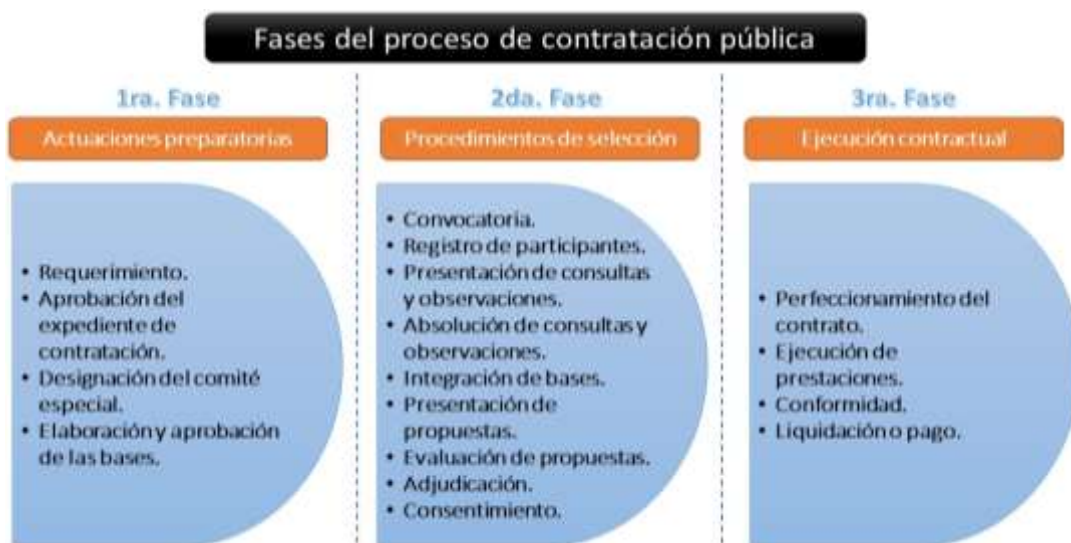 Fases del proceso de contratación pública
1ra. Fase
Actuaciones preparatorias
• Requerimiento.
• Aprobación del
expediente de
contratación.
• Designación del comité
especial.
• Elaboración y aprobación
de las bases.
2da. Fase
Procedimientos de selección
• Convocatoria.
• Registro de participantes.
• Presentación de consultas
y observaciones.
• Absolución de consultas y
observaciones.
• Integración de bases.
• Presentación de
propuestas.
• Evaluación de propuestas.
• Adjudicación.
• Consentimiento.
3ra. Fase
Ejecución contractual
• Perfeccionamiento del
contrato.
• Ejecución de
prestaciones.
• Conformidad.
• Liquidación o pago.